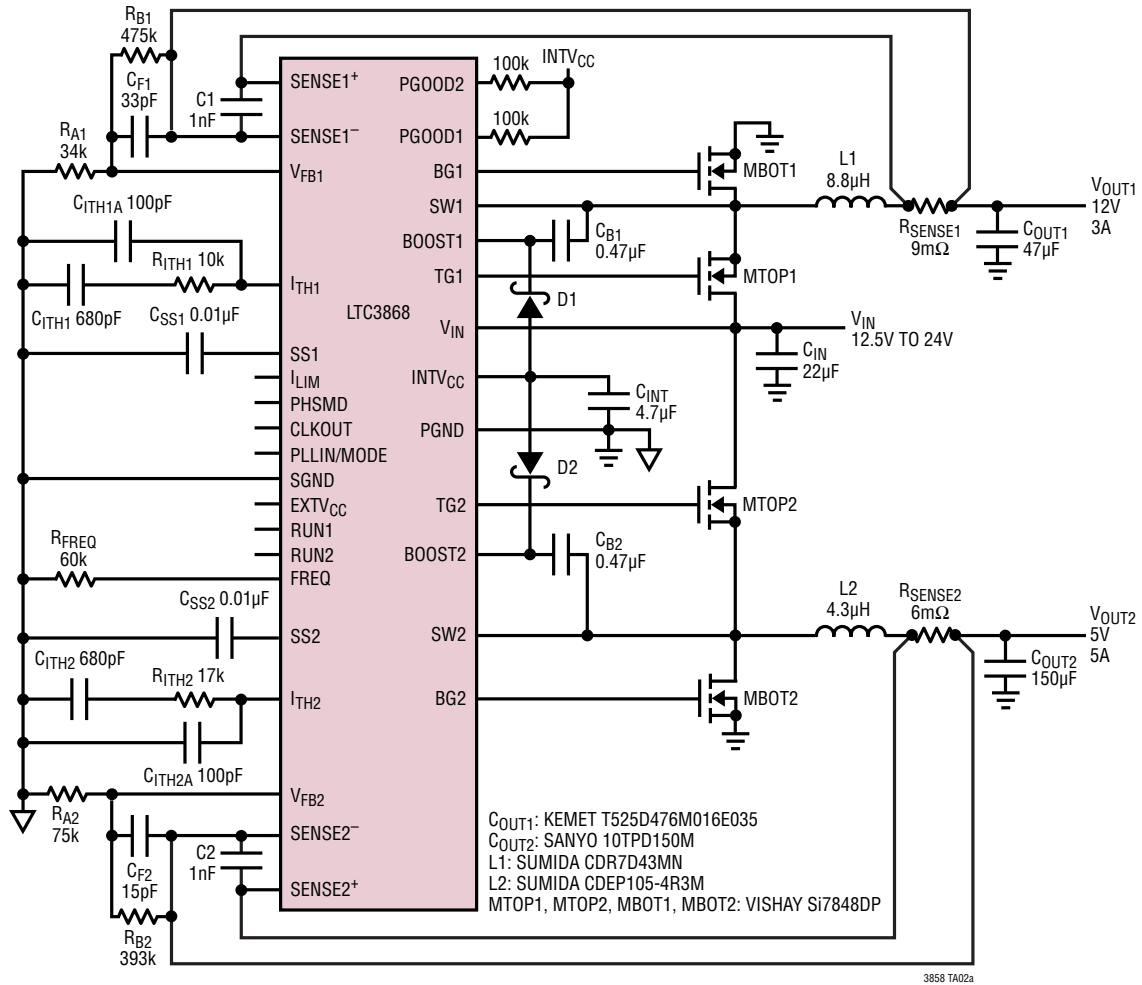 RB1
475k
CF1
33pF
RA1
34k
C1
1nF
CITH1A 100pF
RITH1 10k
CITH1 680pF
CSS1 0.01µF
RFREQ
60k
CSS2 0.01µF
CITH2 680pF
RITH2 17k
CITH2A 100pF
RA2
75k
CF2
15pF
C2
1nF
RB2
393k
SENSE1+
SENSE1–
VFB1
ITH1
SS1
ILIM
PHSMD
CLKOUT
PLLIN/MODE
SGND
EXTVCC
RUN1
RUN2
FREQ
SS2
ITH2
VFB2
SENSE2–
SENSE2+
LTC3868
PGOOD2
PGOOD1
BG1
SW1
BOOST1
TG1
VIN
INTVCC
PGND
TG2
BOOST2
SW2
BG2
100k
INTVCC
100k
MBOT1
L1
8.8µH
RSENSE1
9mΩ
VOUT1
12V
3A
COUT1
47µF
CB1
0.47µF
MTOP1
D1
VIN
12.5V TO 24V
CIN
22µF
CINT
4.7µF
D2
MTOP2
CB2
0.47µF
L2
4.3µH
RSENSE2
6mΩ
VOUT2
5V
5A
COUT2
150µF
MBOT2
COUT1: KEMET T525D476M016E035
COUT2: SANYO 10TPD150M
L1: SUMIDA CDR7D43MN
L2: SUMIDA CDEP105-4R3M
MTOP1, MTOP2, MBOT1, MBOT2: VISHAY Si7848DP
3858 TA02a